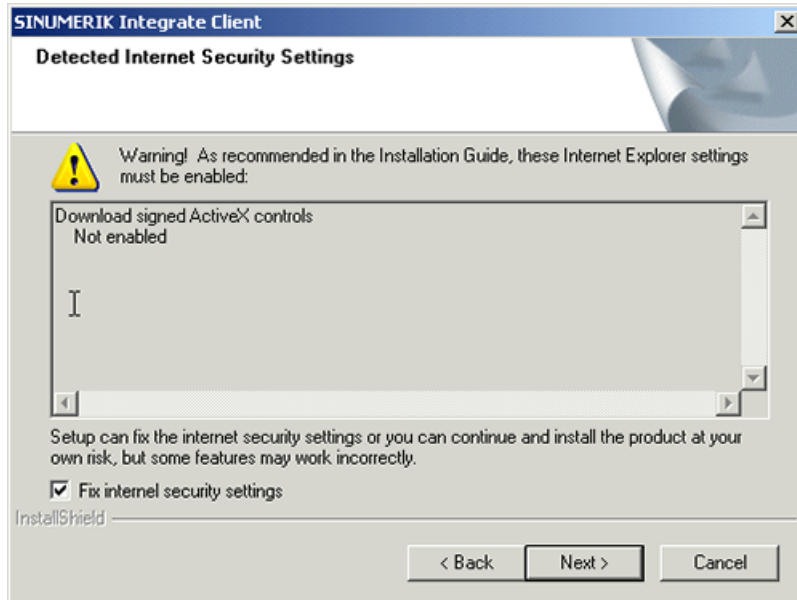 SINUMERIK Integrate Client
Detected Internet Security Settings
Warning! As recommended in the Installation Guide, these Internet Explorer settings
must be enabled:
Download signed ActiveX controls
Not enabled
Setup can fix the internet security settings or you can continue and install the product at your
own risk, but some features may work incorrectly.
Fix internel security settings
InstallShield
< Back
Next >
Cancel